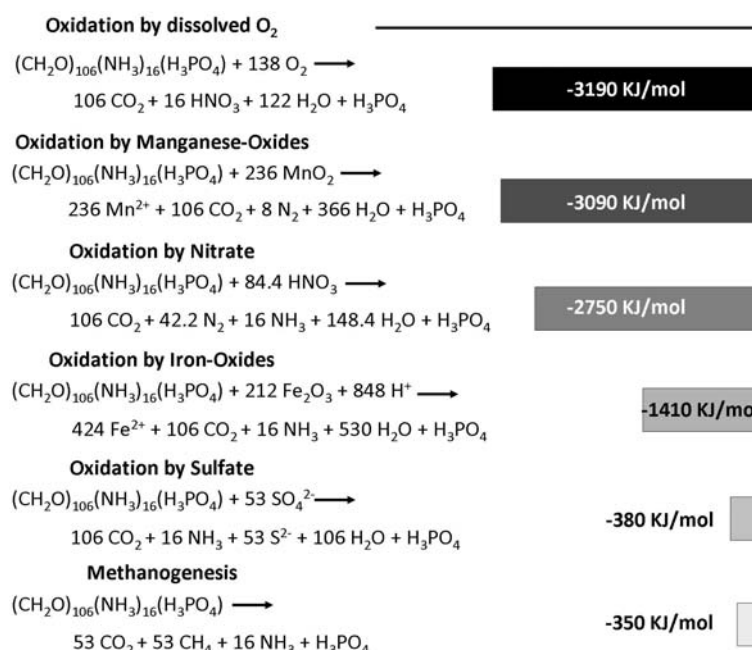 Oxidation by dissolved O₂
(CH₂O)₁₀₆(NH₃)₁₆(H₃PO₄) + 138 O₂ ⟶
106 CO₂ + 16 HNO₃ + 122 H₂O + H₃PO₄
-3190 KJ/mol
Oxidation by Manganese-Oxides
(CH₂O)₁₀₆(NH₃)₁₆(H₃PO₄) + 236 MnO₂ ⟶
236 Mn²⁺ + 106 CO₂ + 8 N₂ + 366 H₂O + H₃PO₄
-3090 KJ/mol
Oxidation by Nitrate
(CH₂O)₁₀₆(NH₃)₁₆(H₃PO₄) + 84.4 HNO₃ ⟶
106 CO₂ + 42.2 N₂ + 16 NH₃ + 148.4 H₂O + H₃PO₄
-2750 KJ/mol
Oxidation by Iron-Oxides
(CH₂O)₁₀₆(NH₃)₁₆(H₃PO₄) + 212 Fe₂O₃ + 848 H⁺ ⟶
424 Fe²⁺ + 106 CO₂ + 16 NH₃ + 530 H₂O + H₃PO₄
-1410 KJ/mo
Oxidation by Sulfate
(CH₂O)₁₀₆(NH₃)₁₆(H₃PO₄) + 53 SO₄²⁻ ⟶
106 CO₂ + 16 NH₃ + 53 S²⁻ + 106 H₂O + H₃PO₄
-380 KJ/mol
Methanogenesis
(CH₂O)₁₀₆(NH₃)₁₆(H₃PO₄) ⟶
53 CO₂ + 53 CH₄ + 16 NH₃ + H₃PO₄
-350 KJ/mol